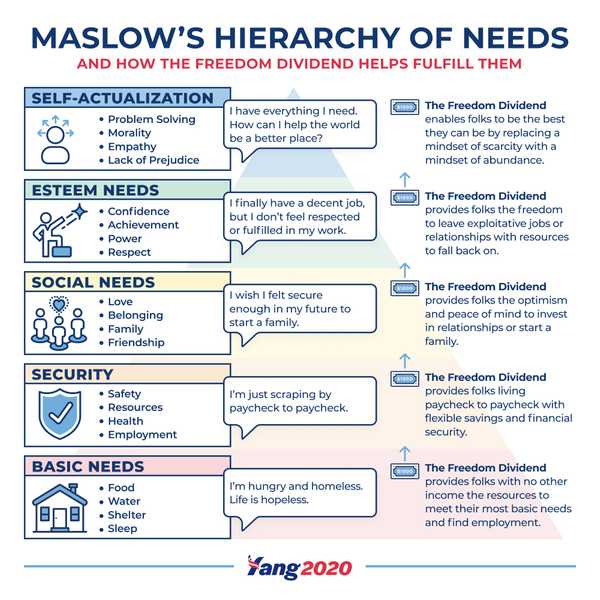 MASLOW'S HIERARCHY OF NEEDS
AND HOW THE FREEDOM DIVIDEND HELPS FULFILL THEM
SELF-ACTUALIZATION
• Problem Solving
• Morality
• Empathy
• Lack of Prejudice
I have everything I need.
How can I help the world
be a better place?
$1000
The Freedom Dividend
enables folks to be the best
they can be by replacing a
mindset of scarcity with a
mindset of abundance.
ESTEEM NEEDS
• Confidence
• Achievement
• Power
• Respect
I finally have a decent job,
but I don't feel respected
or fulfilled in my work.
$1000
The Freedom Dividend
provides folks the freedom
to leave exploitative jobs or
relationships with resources
to fall back on.
SOCIAL NEEDS
• Love
• Belonging
• Family
• Friendship
I wish I felt secure
enough in my future to
start a family.
$1000
The Freedom Dividend
provides folks the optimism
and peace of mind to invest
in relationships or start a
family.
SECURITY
• Safety
• Resources
• Health
• Employment
I'm just scraping by
paycheck to paycheck.
$1000
The Freedom Dividend
provides folks living
paycheck to paycheck with
flexible savings and financial
security.
BASIC NEEDS
• Food
• Water
• Shelter
• Sleep
I'm hungry and homeless.
Life is hopeless.
$1000
The Freedom Dividend
provides folks with no other
income the resources to
meet their most basic needs
and find employment.
Yang2020